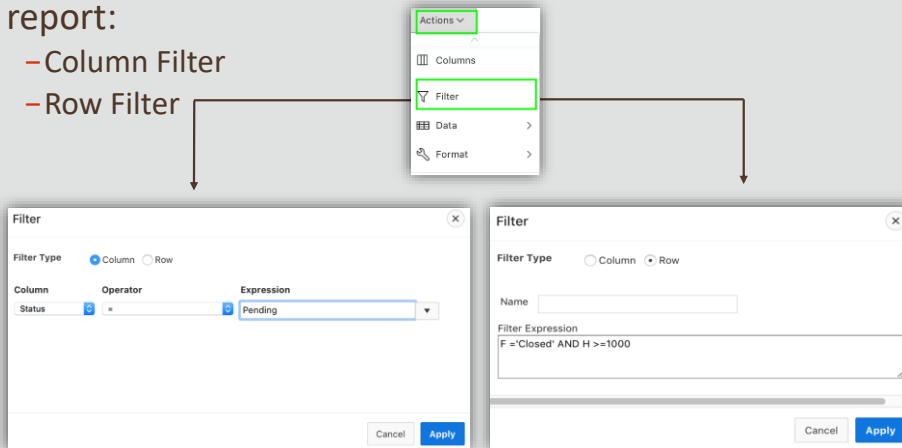 report:
–Column Filter
–Row Filter
Actions
Columns
Filter
Data
Format
Filter
Filter Type Column Row
Column Operator Expression
Status = Pending
Cancel Apply
Filter
Filter Type Column Row
Name
Filter Expression
F ='Closed' AND H >=1000
Cancel Apply